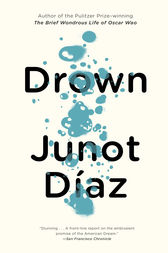 Author of the Pulitzer Prize-winning,
The Brief Wondrous Life of Oscar Wao
Drown
Junot
Díaz
"Stunning . . . A front-line report on the ambivalent
promise of the American Dream."
—San Francisco Chronicle